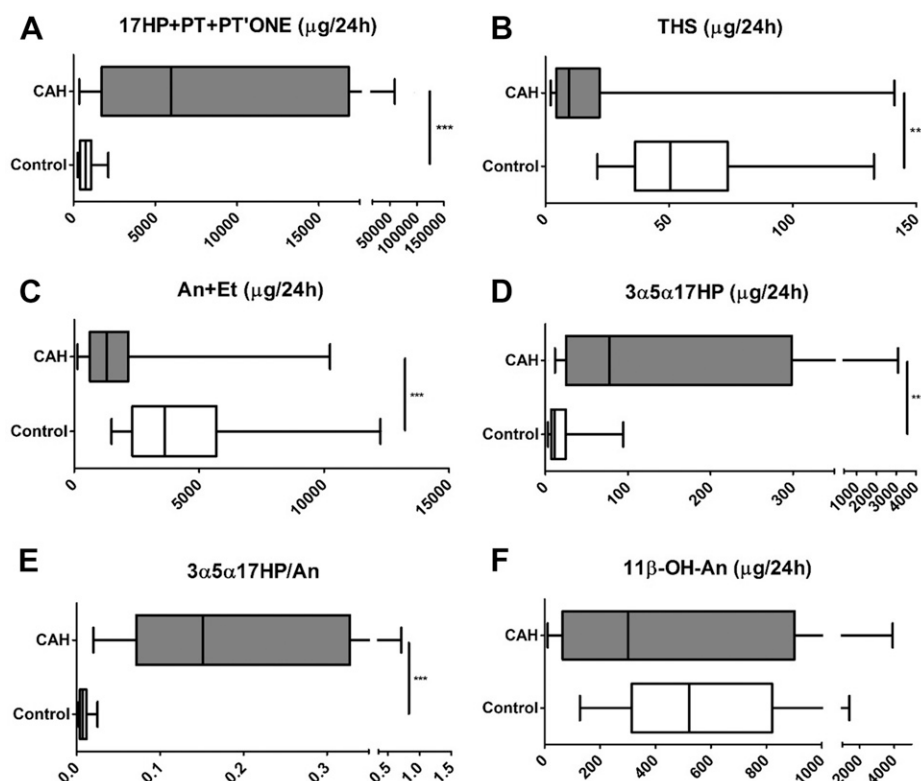 A
17HP+PT+PT'ONE (μg/24h)
CAH
Control
***
0
5000
10000
15000
50000
100000
150000
B
THS (μg/24h)
CAH
Control
**
0
50
100
150
C
An+Et (μg/24h)
CAH
Control
***
0
5000
10000
15000
D
3α5α17HP (μg/24h)
CAH
Control
**
0
100
200
300
1000
2000
3000
4000
E
3α5α17HP/An
CAH
Control
***
0.0
0.1
0.2
0.3
0.5
1.0
1.5
F
11β-OH-An (μg/24h)
CAH
Control
0
200
400
600
800
1000
2000